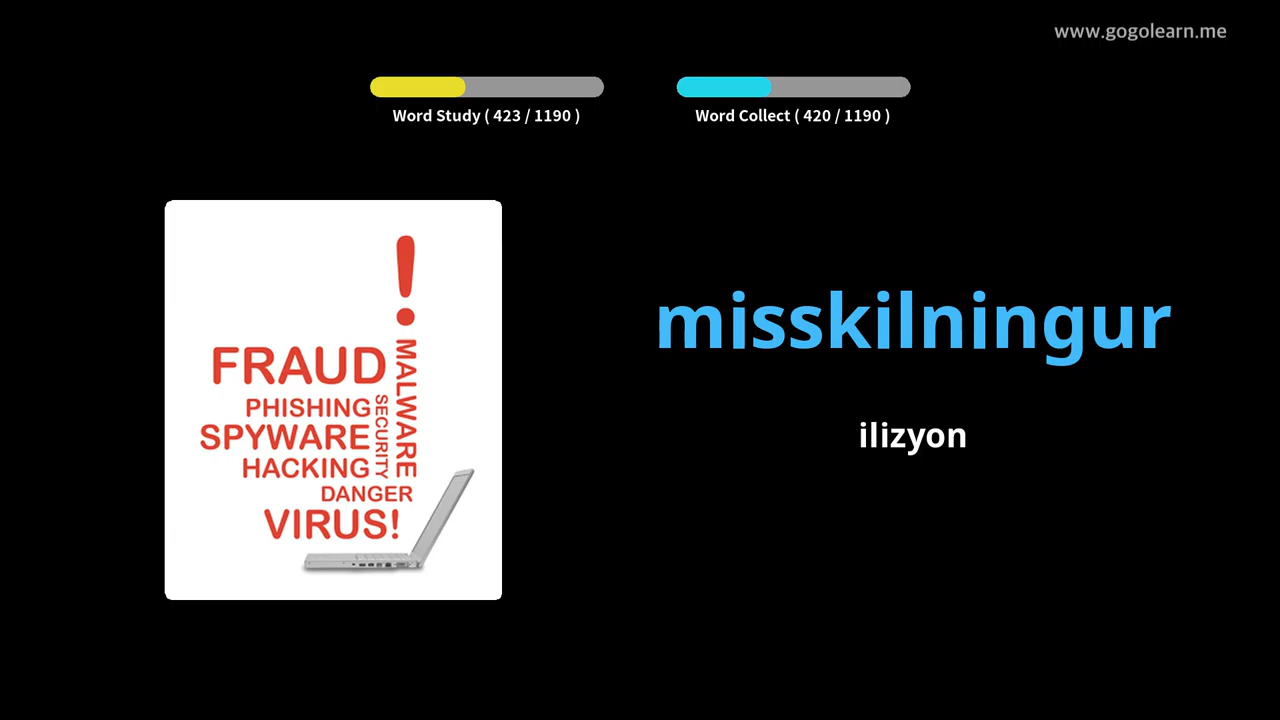 www.gogolearn.me
Word Study ( 423 / 1190 )
Word Collect ( 420 / 1190 )
!
FRAUD
PHISHING
SPYWARE
HACKING
DANGER
VIRUS!
SECURITY
MALWARE
misskilningur
ilizyon